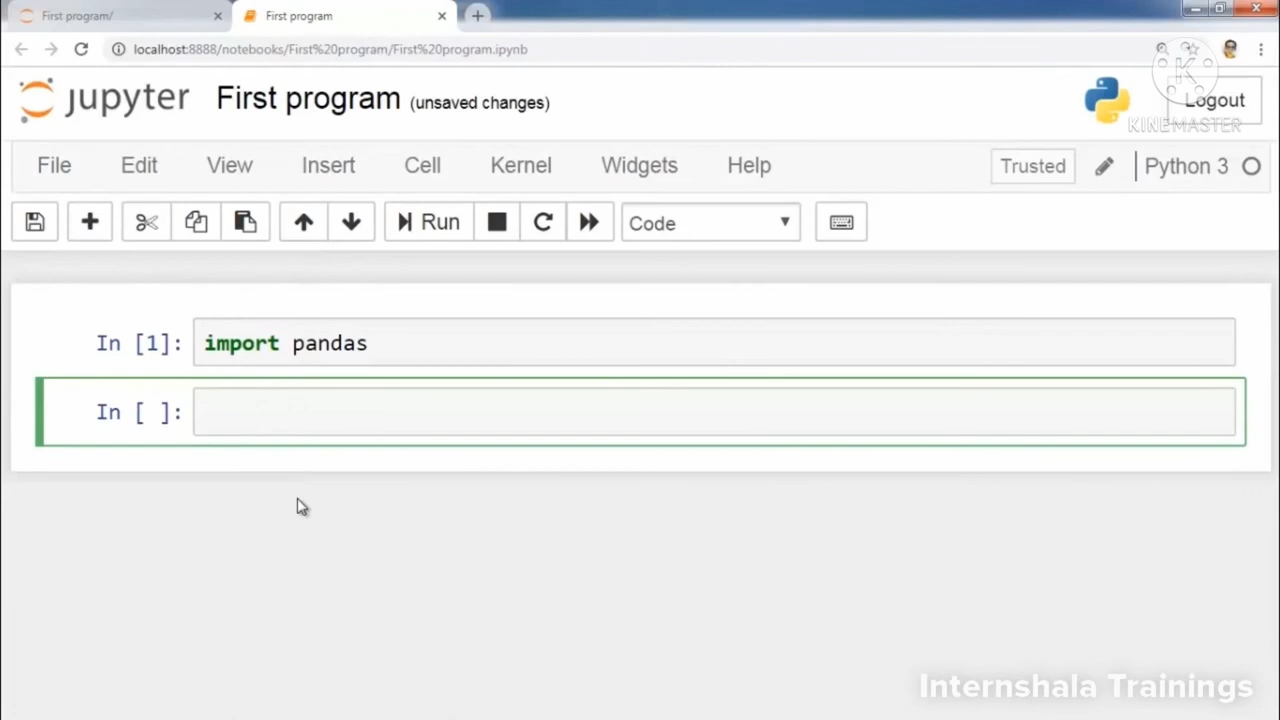 First program/
First program
localhost:8888/notebooks/First%20program/First%20program.ipynb
jupyter First program (unsaved changes)
Logout
K
KINEMASTER
File Edit View Insert Cell Kernel Widgets Help Trusted Python 3
Run Code
In [1]: import pandas
In [ ]:
Internshala Trainings